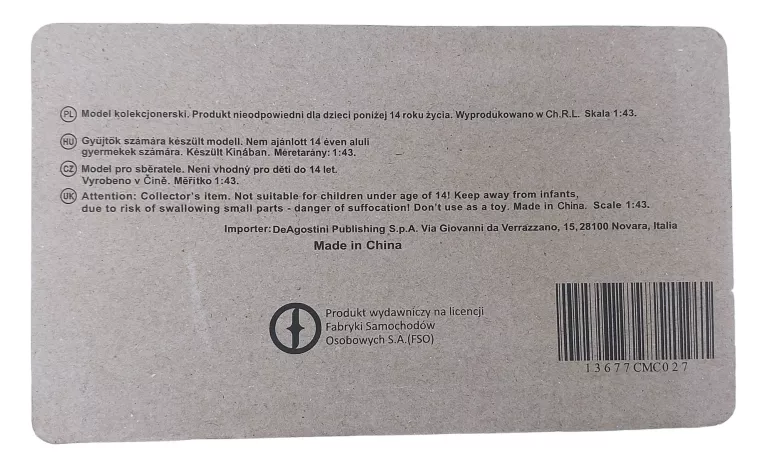 PL Model kolekcjonerski. Produkt nieodpowiedni dla dzieci poniżej 14 roku życia. Wyprodukowano w Ch.R.L. Skala 1:43.
HU Gyűjtők számára készült modell. Nem ajánlott 14 éven aluli
gyermekek számára. Készült Kinában. Méretarány: 1:43.
CZ Model pro sběratele. Neni vhodný pro děti do 14 let.
Vyrobeno v Čině. Měřítko 1:43.
UK Attention: Collector's item. Not suitable for children under age of 14! Keep away from infants,
due to risk of swallowing small parts - danger of suffocation! Don't use as a toy. Made in China. Scale 1:43.
Importer: DeAgostini Publishing S.p.A. Via Giovanni da Verrazzano, 15, 28100 Novara, Italia
Made in China
Produkt wydawniczy na licencji
Fabryki Samochodów
Osobowych S.A.(FSO)
13677CMC027